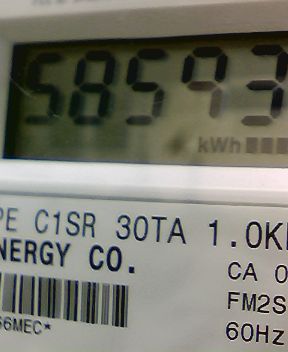 58593
kWh
PE C1SR 30TA 1.0K
NERGY CO.
CA 0
FM2S
6MEC*
60Hz